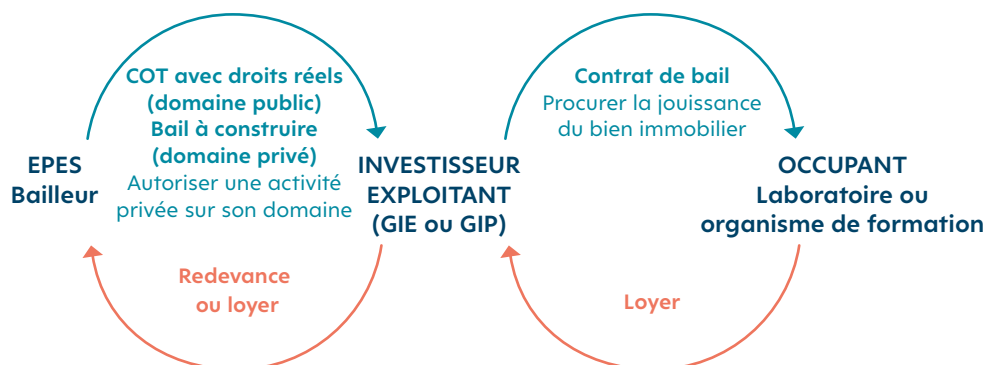 COT avec droits réels
(domaine public)
Bail à construire
(domaine privé)
Autoriser une activité
privée sur son domaine
Contrat de bail
Procurer la jouissance
du bien immobilier
EPES
Bailleur
INVESTISSEUR
EXPLOITANT
(GIE ou GIP)
OCCUPANT
Laboratoire ou
organisme de formation
Redevance
ou loyer
Loyer